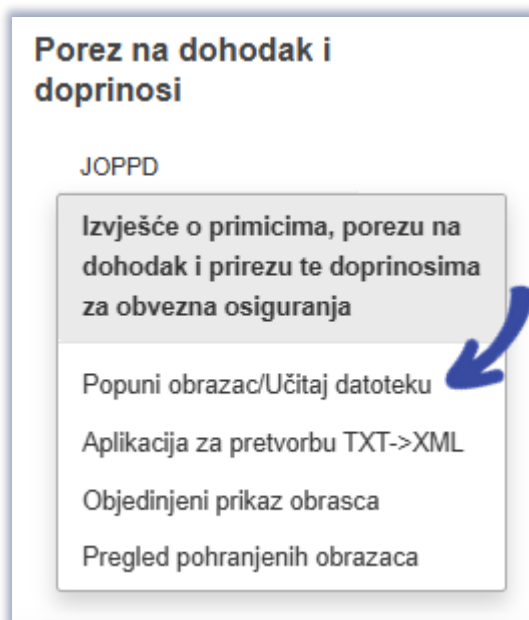 Porez na dohodak i
doprinosi
JOPPD
Izvješće o primicima, porezu na
dohodak i prirezu te doprinosima
za obvezna osiguranja
Popuni obrazac/Učitaj datoteku
Aplikacija za pretvorbu TXT->XML
Objedinjeni prikaz obrasca
Pregled pohranjenih obrazaca